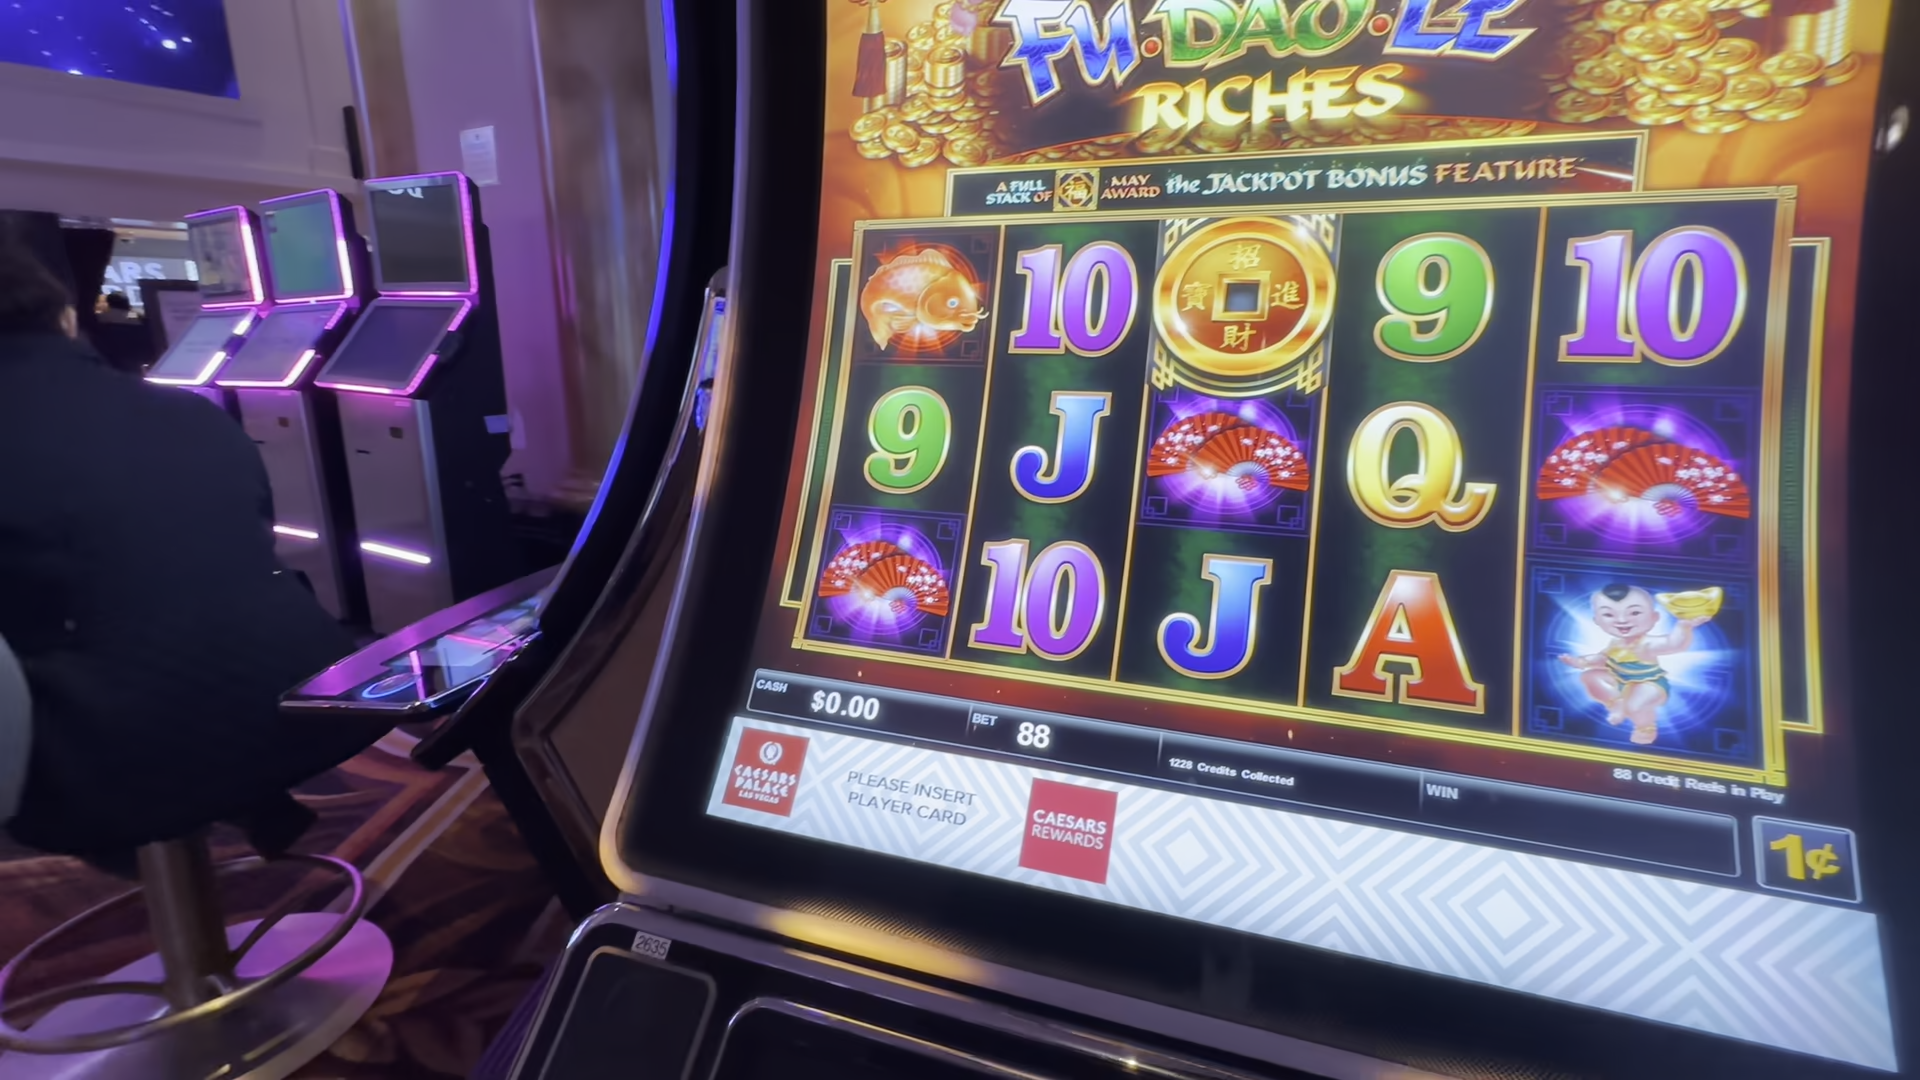 FU·DAO·LE
RICHES
A FULL STACK OF 福 MAY AWARD the JACKPOT BONUS FEATURE
10 招 9 10
寶 進
財
9 J Q
10 J A
CASH $0.00 BET 88 1228 Credits Collected WIN 88 Credit Reels in Play
1¢
CAESARS
PALACE
LAS VEGAS
PLEASE INSERT
PLAYER CARD
CAESARS
REWARDS
2635